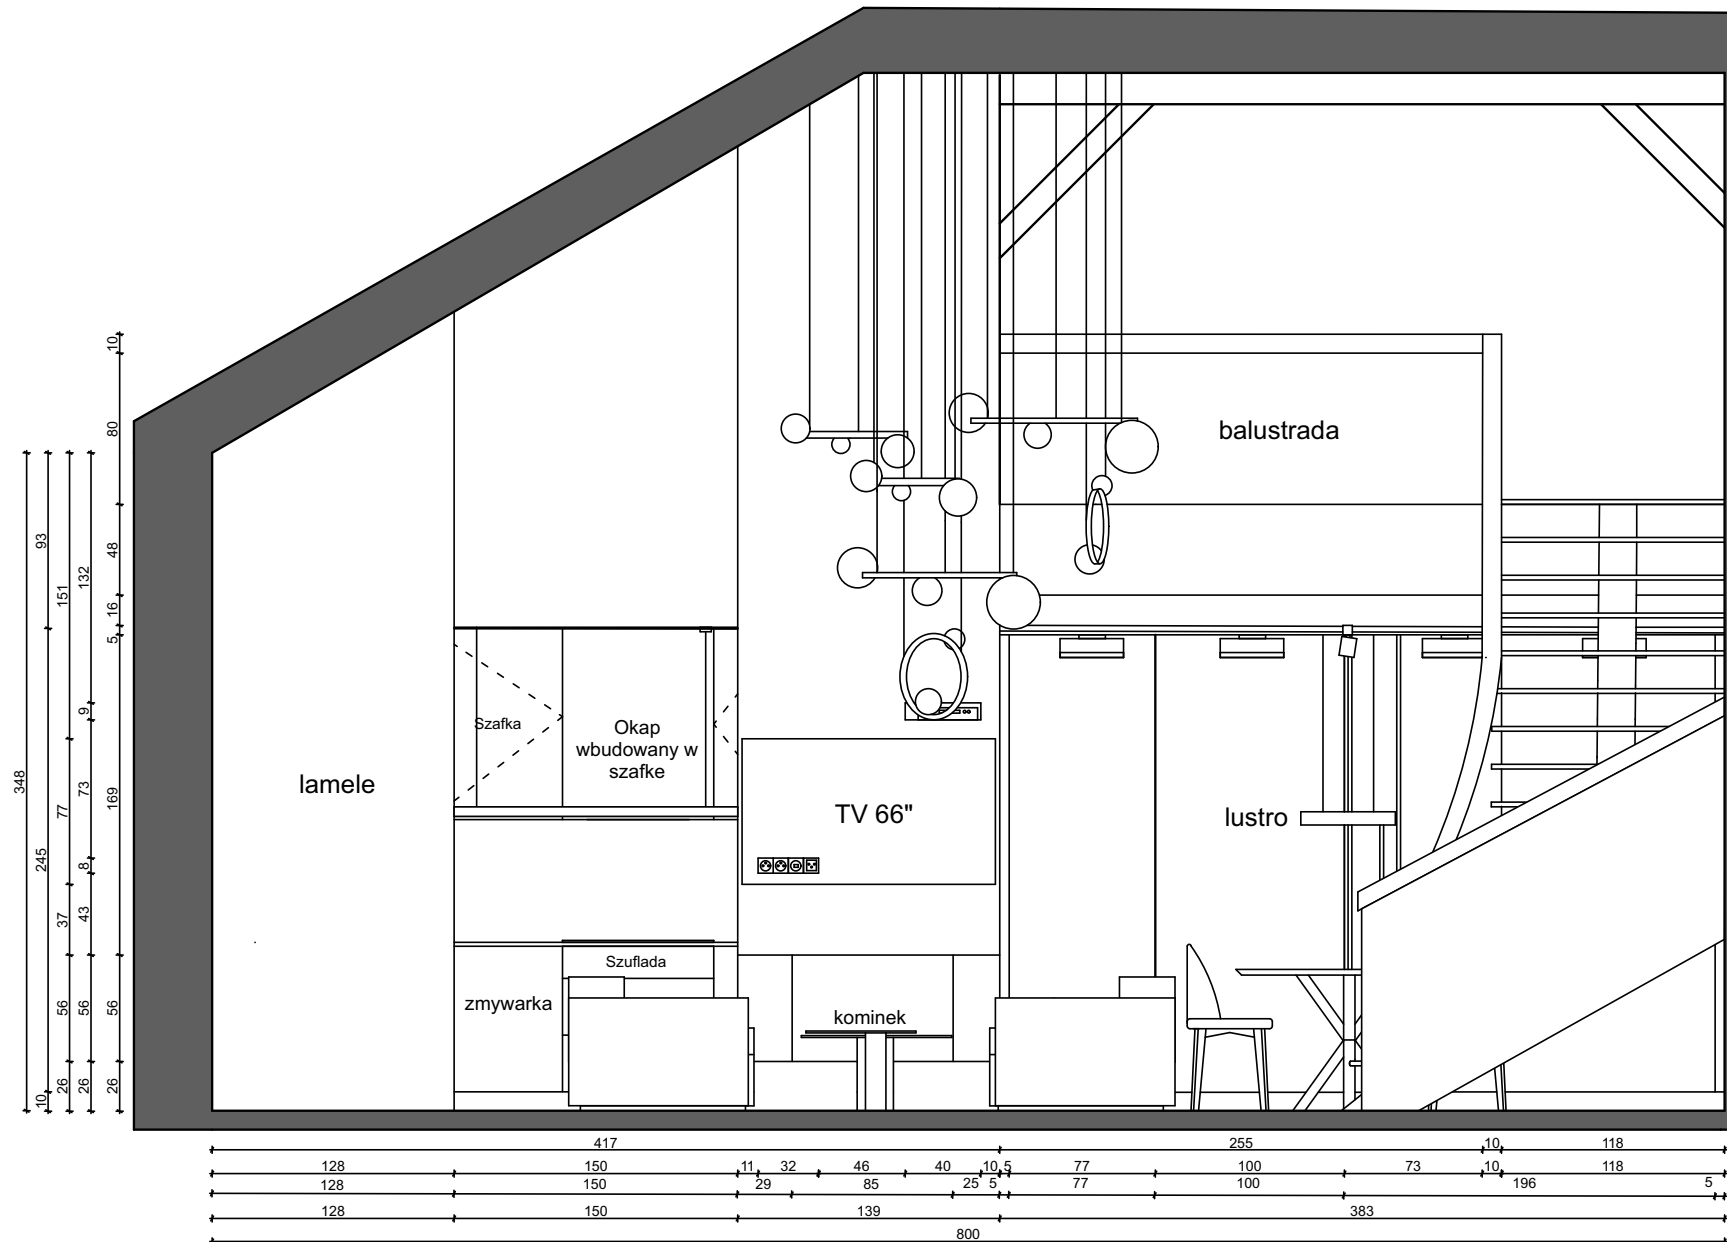 balustrada
Szafka
Okap
wbudowany w
szafke
lamele
TV 66"
lustro
Szuflada
zmywarka
kominek
348
93
245
10
151
77
37
56
26
132
9
73
8
43
56
26
10
80
48
16
5
169
56
26
417 255 10 118
128 150 11 32 46 40 10 5 77 100 73 10 118
128 150 29 85 25 5 77 100 196 5
128 150 139 383
800